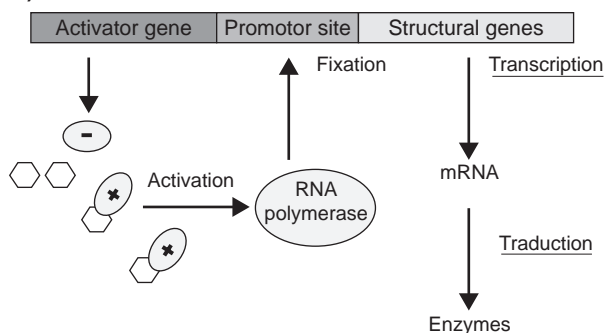 Activator gene Promotor site Structural genes
Fixation
Transcription
-
+
Activation
RNA
polymerase
mRNA
+
Traduction
Enzymes